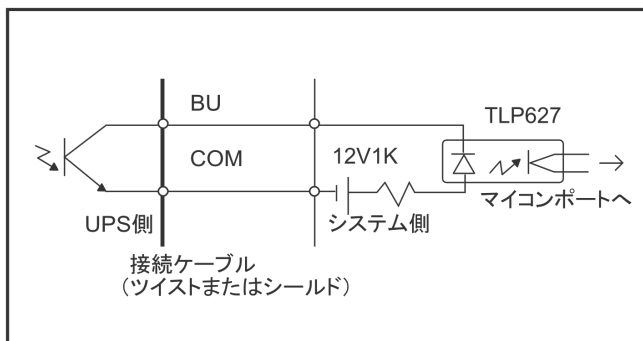 BU
TLP627
COM
12V1K
マイコンポートへ
UPS側
システム側
接続ケーブル
(ツイストまたはシールド)